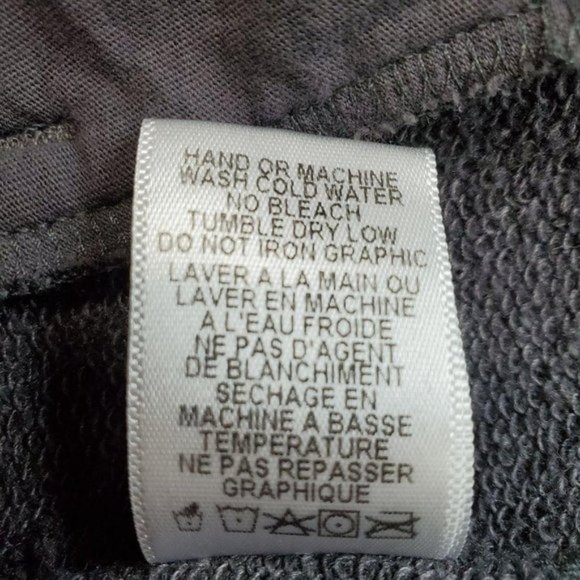 HAND OR MACHINE
WASH COLD WATER
NO BLEACH
TUMBLE DRY LOW
DO NOT IRON GRAPHIC
LAVER A LA MAIN OU
LAVER EN MACHINE
A L'EAU FROIDE
NE PAS D'AGENT
DE BLANCHIMENT
SECHAGE EN
MACHINE A BASSE
TEMPERATURE
NE PAS REPASSER
GRAPHIQUE